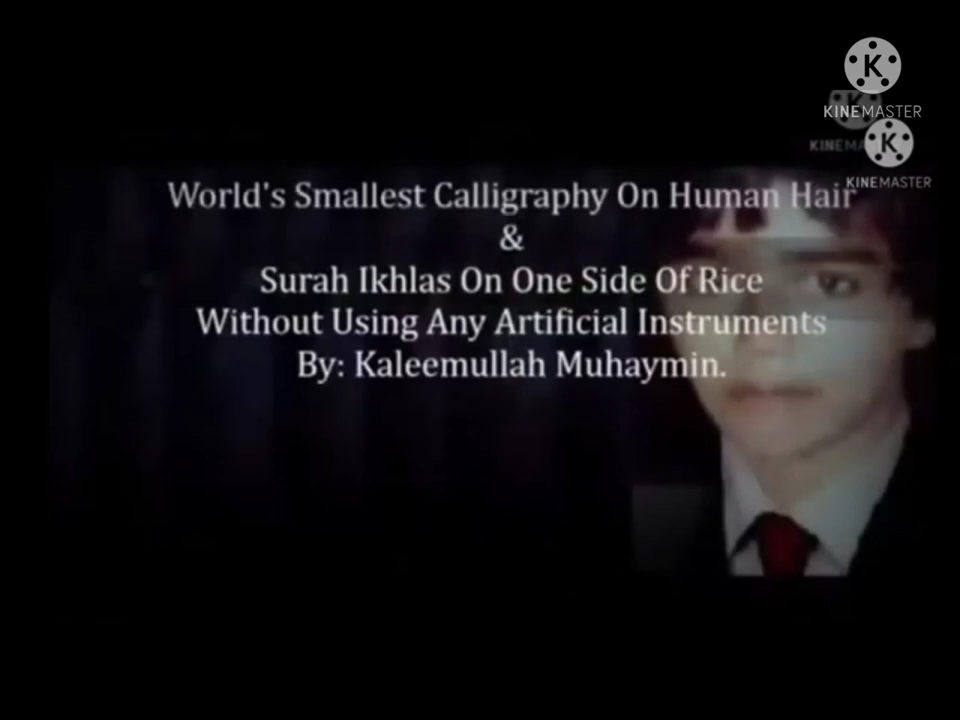 KINEMASTER
KINEMA
KINEMASTER
World's Smallest Calligraphy On Human Hair
&
Surah Ikhlas On One Side Of Rice
Without Using Any Artificial Instruments
By: Kaleemullah Muhaymin.